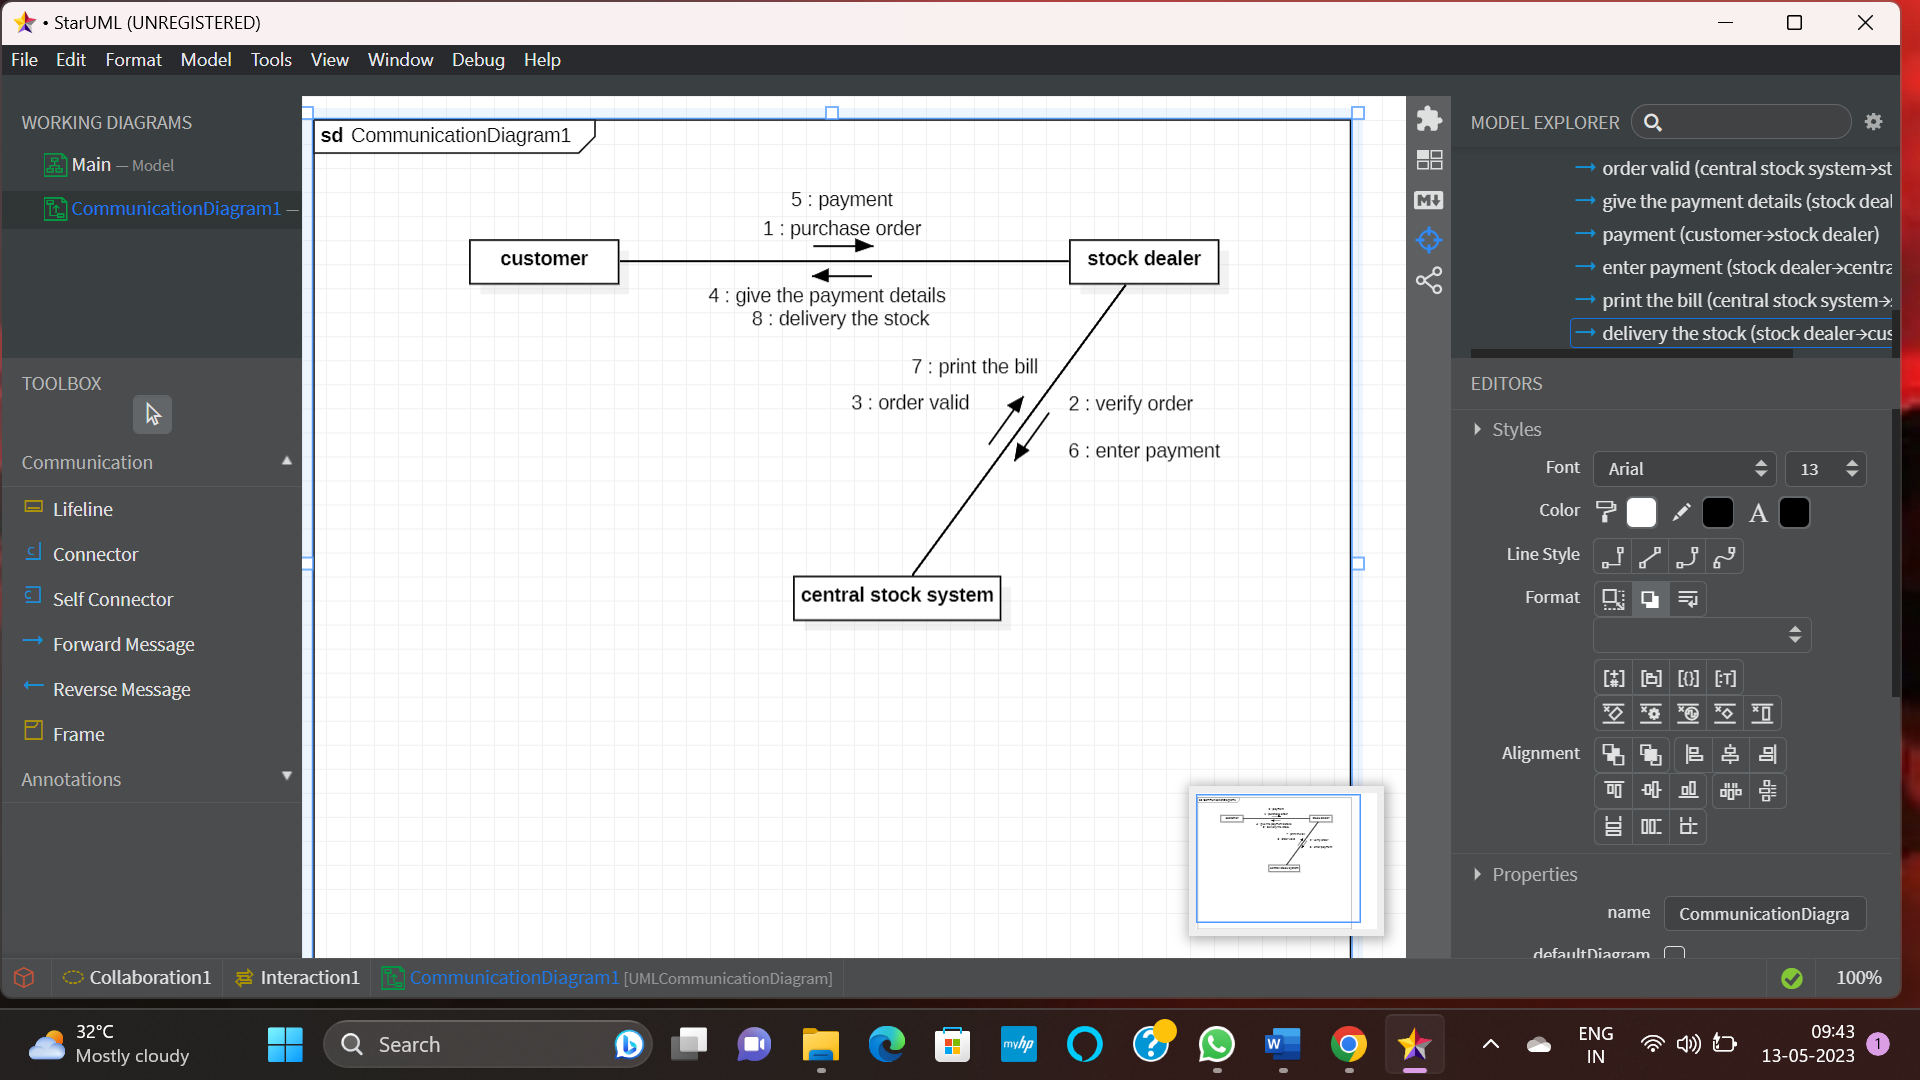 • StarUML (UNREGISTERED)
File Edit Format Model Tools View Window Debug Help
WORKING DIAGRAMS
Main — Model
CommunicationDiagram1 —
TOOLBOX
Communication
Lifeline
Connector
Self Connector
Forward Message
Reverse Message
Frame
Annotations
sd CommunicationDiagram1
5 : payment
1 : purchase order
customer
stock dealer
4 : give the payment details
8 : delivery the stock
7 : print the bill
3 : order valid
2 : verify order
6 : enter payment
central stock system
MODEL EXPLORER
order valid (central stock system→st
give the payment details (stock deal
payment (customer→stock dealer)
enter payment (stock dealer→centra
print the bill (central stock system→s
delivery the stock (stock dealer→cus
EDITORS
Styles
Font Arial 13
Color A
Line Style
Format
Alignment
Properties
name CommunicationDiagra
defaultDiagram
Collaboration1 Interaction1 CommunicationDiagram1 [UMLCommunicationDiagram]
100%
32°C
Mostly cloudy
Search
myhp
ENG
IN
09:43
13-05-2023
1